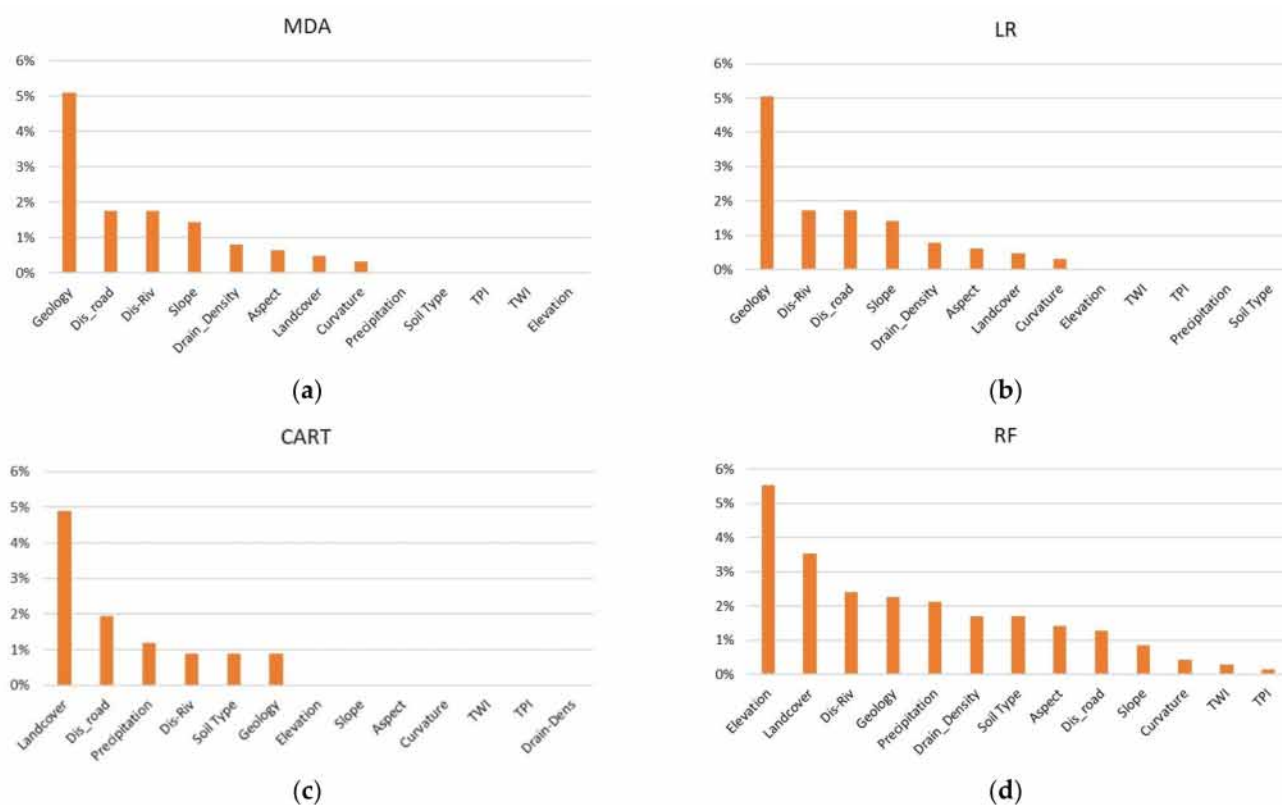 MDA
6%
5%
4%
3%
2%
1%
0%
Geology
Dis_road
Dis-Riv
Slope
Drain_Density
Aspect
Landcover
Curvature
Precipitation
Soil Type
TPI
TWI
Elevation
(a)
LR
6%
5%
4%
3%
2%
1%
0%
Geology
Dis-Riv
Dis_road
Slope
Drain_Density
Aspect
Landcover
Curvature
Elevation
TWI
TPI
Precipitation
Soil Type
(b)
CART
6%
5%
4%
3%
2%
1%
0%
Landcover
Dis_road
Precipitation
Dis-Riv
Soil Type
Geology
Elevation
Slope
Aspect
Curvature
TWI
TPI
Drain-Dens
(c)
RF
6%
5%
4%
3%
2%
1%
0%
Elevation
Landcover
Dis-Riv
Geology
Precipitation
Drain_Density
Soil Type
Aspect
Dis_road
Slope
Curvature
TWI
TPI
(d)